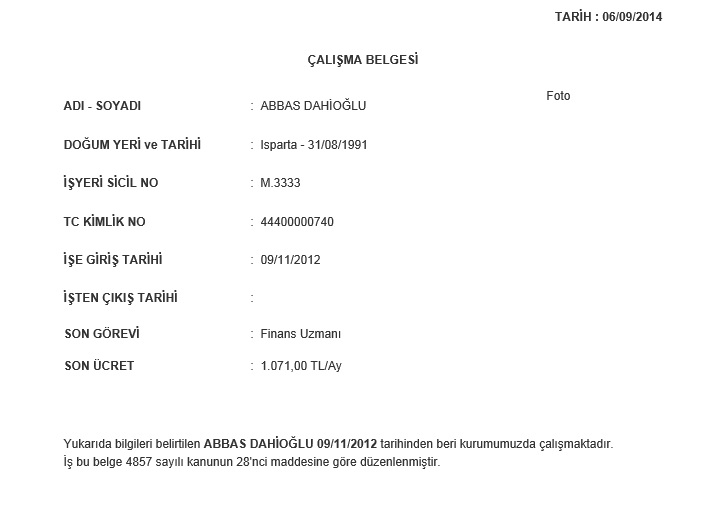 TARİH : 06/09/2014
ÇALIŞMA BELGESİ
Foto
ADI - SOYADI : ABBAS DAHİOĞLU
DOĞUM YERİ ve TARİHİ : Isparta - 31/08/1991
İŞYERİ SİCİL NO : M.3333
TC KİMLİK NO : 44400000740
İŞE GİRİŞ TARİHİ : 09/11/2012
İŞTEN ÇIKIŞ TARİHİ :
SON GÖREVİ : Finans Uzmanı
SON ÜCRET : 1.071,00 TL/Ay
Yukarıda bilgileri belirtilen ABBAS DAHİOĞLU 09/11/2012 tarihinden beri kurumumuzda çalışmaktadır.
İş bu belge 4857 sayılı kanunun 28'nci maddesine göre düzenlenmiştir.